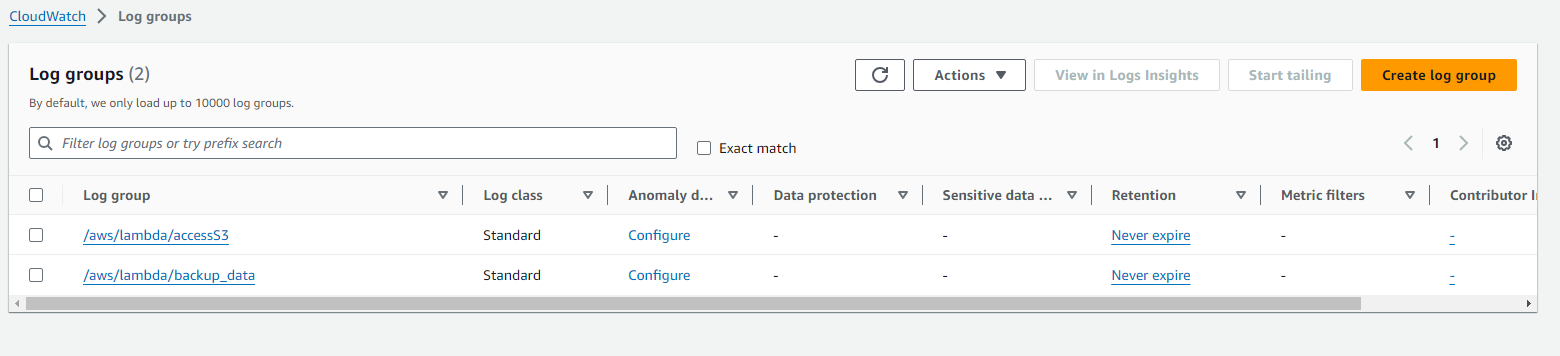 CloudWatch > Log groups
Log groups (2)
Actions ▼ View in Logs Insights Start tailing Create log group
By default, we only load up to 10000 log groups.
Filter log groups or try prefix search
Exact match
1
Log group Log class Anomaly d... Data protection Sensitive data ... Retention Metric filters Contributor
/aws/lambda/accessS3 Standard Configure - - Never expire - -
/aws/lambda/backup_data Standard Configure - - Never expire - -